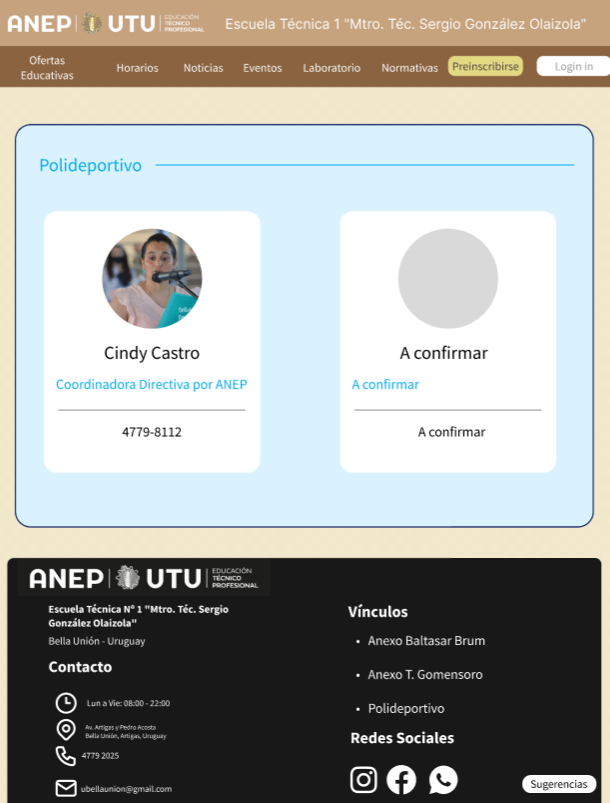 ANEP UTU EDUCACIÓN TÉCNICO PROFESIONAL Escuela Técnica 1 "Mtro. Téc. Sergio González Olaizola"
Ofertas Educativas Horarios Noticias Eventos Laboratorio Normativas Preinscribirse Login in
Polideportivo
Cindy Castro
Coordinadora Directiva por ANEP
4779-8112
A confirmar
A confirmar
A confirmar
ANEP UTU EDUCACIÓN TÉCNICO PROFESIONAL
Escuela Técnica Nº 1 "Mtro. Téc. Sergio
González Olaizola"
Bella Unión - Uruguay
Contacto
Lun a Vie: 08:00 - 22:00
Av. Artigas y Pedro Acosta
Bella Unión, Artigas, Uruguay
4779 2025
ubellaunion@gmail.com
Vínculos
• Anexo Baltasar Brum
• Anexo T. Gomensoro
• Polideportivo
Redes Sociales
Sugerencias